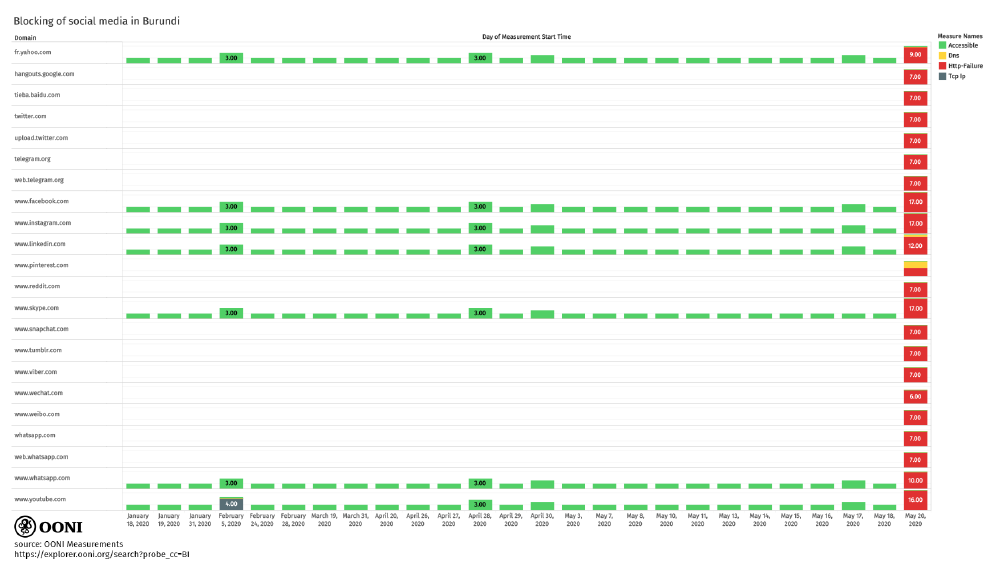 Blocking of social media in Burundi
Domain
Day of Measurement Start Time
Measure Names
Accessible
Dns
Http-Failure
Tcp Ip
fr.yahoo.com 3.00 3.00 9.00
hangouts.google.com 7.00
tieba.baidu.com 7.00
twitter.com 7.00
upload.twitter.com 7.00
telegram.org 7.00
web.telegram.org 7.00
www.facebook.com 3.00 3.00 12.00
www.instagram.com 3.00 3.00 12.00
www.linkedin.com 3.00 3.00 12.00
www.pinterest.com
www.reddit.com 7.00
www.skype.com 3.00 3.00 12.00
www.snapchat.com 7.00
www.tumblr.com 7.00
www.viber.com 7.00
www.wechat.com 6.00
www.weibo.com 7.00
whatsapp.com 7.00
web.whatsapp.com 7.00
www.whatsapp.com 3.00 3.00 10.00
www.youtube.com 4.00 3.00 16.00
January January January February February February March 19, March 31, April 20, April 26, April 27, April 28, April 29, April 30, May 3, May 7, May 8, May 10, May 11, May 13, May 14, May 15, May 16, May 17, May 18, May 20,
18, 2020 19, 2020 31, 2020 5, 2020 24, 2020 28, 2020 2020 2020 2020 2020 2020 2020 2020 2020 2020 2020 2020 2020 2020 2020 2020 2020 2020 2020 2020 2020
OONI
source: OONI Measurements
https://explorer.ooni.org/search?probe_cc=BI